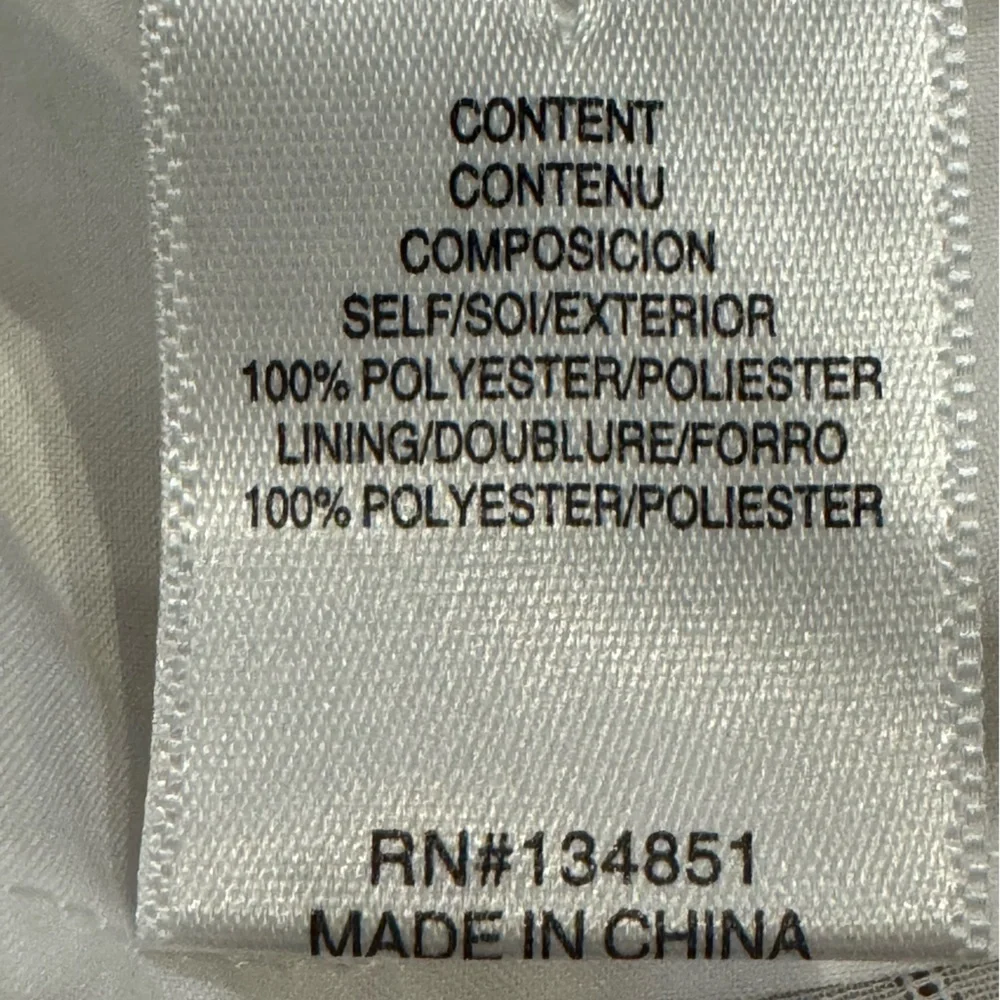 CONTENT
CONTENU
COMPOSICION
SELF/SOI/EXTERIOR
100% POLYESTER/POLIESTER
LINING/DOUBLURE/FORRO
100% POLYESTER/POLIESTER
RN#134851
MADE IN CHINA